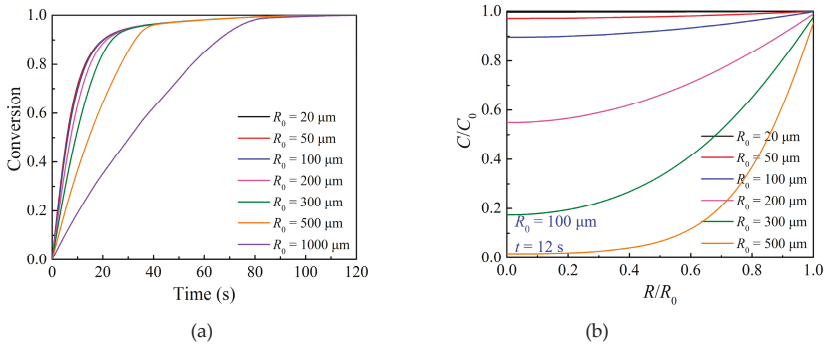 1.0
0.8
0.6
0.4
0.2
0.0
Conversion
0 20 40 60 80 100 120
Time (s)
R0 = 20 μm
R0 = 50 μm
R0 = 100 μm
R0 = 200 μm
R0 = 300 μm
R0 = 500 μm
R0 = 1000 μm
(a)
1.0
0.8
0.6
0.4
0.2
0.0
C/C0
0.0 0.2 0.4 0.6 0.8 1.0
R/R0
R0 = 20 μm
R0 = 50 μm
R0 = 100 μm
R0 = 200 μm
R0 = 300 μm
R0 = 500 μm
R0 = 100 μm
t = 12 s
(b)